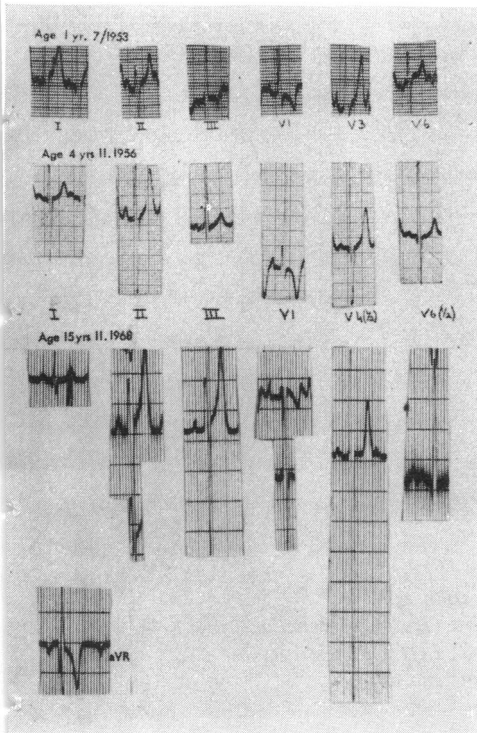 Age 1 yr. 7/1953
I II III V1 V3 V6
Age 4 yrs 11.1956
I II III V1 V4(½) V6(½)
Age 15yrs 11.1968
aVR